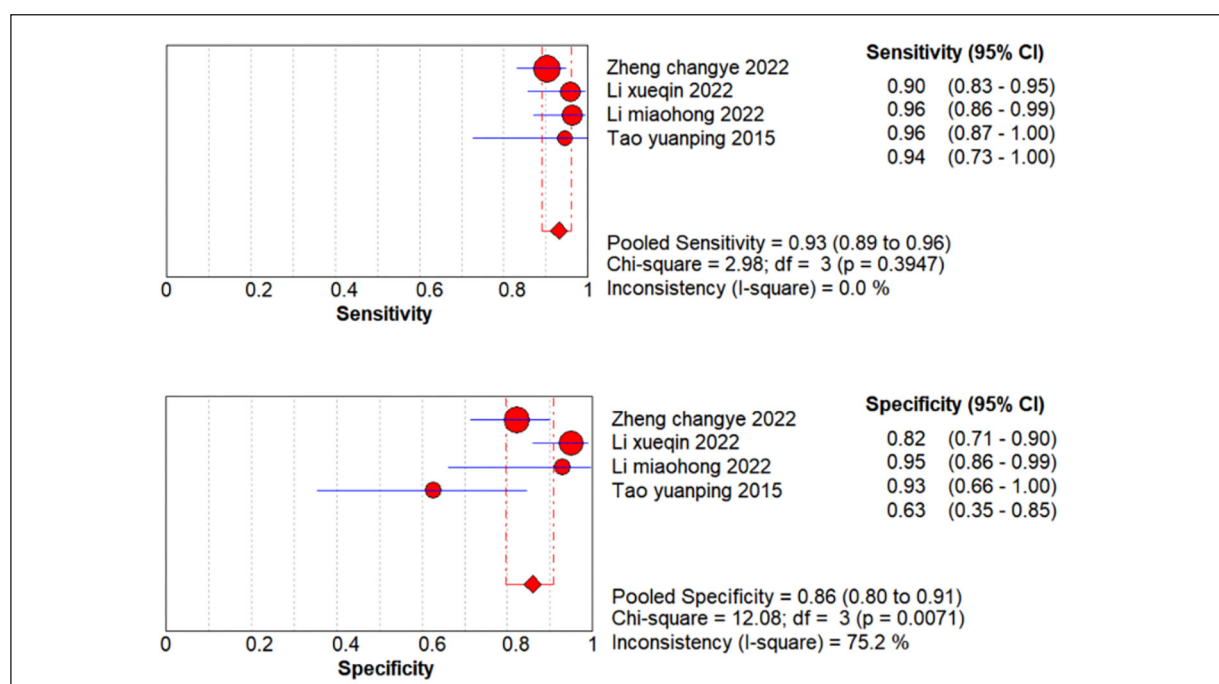 Sensitivity (95% CI)
Zheng changye 2022 0.90 (0.83 - 0.95)
Li xueqin 2022 0.96 (0.86 - 0.99)
Li miaohong 2022 0.96 (0.87 - 1.00)
Tao yuanping 2015 0.94 (0.73 - 1.00)
Pooled Sensitivity = 0.93 (0.89 to 0.96)
Chi-square = 2.98; df = 3 (p = 0.3947)
Inconsistency (I-square) = 0.0 %
0 0.2 0.4 0.6 0.8 1
Sensitivity
Specificity (95% CI)
Zheng changye 2022 0.82 (0.71 - 0.90)
Li xueqin 2022 0.95 (0.86 - 0.99)
Li miaohong 2022 0.93 (0.66 - 1.00)
Tao yuanping 2015 0.63 (0.35 - 0.85)
Pooled Specificity = 0.86 (0.80 to 0.91)
Chi-square = 12.08; df = 3 (p = 0.0071)
Inconsistency (I-square) = 75.2 %
0 0.2 0.4 0.6 0.8 1
Specificity